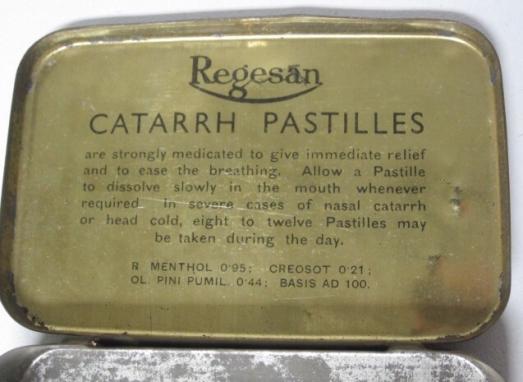 Regesan
CATARRH PASTILLES
are strongly medicated to give immediate relief
and to ease the breathing. Allow a Pastille
to dissolve slowly in the mouth whenever
required. In severe cases of nasal catarrh
or head cold, eight to twelve Pastilles may
be taken during the day.
R MENTHOL 0·95; CREOSOT 0·21;
OL. PINI PUMIL. 0·44; BASIS AD 100.